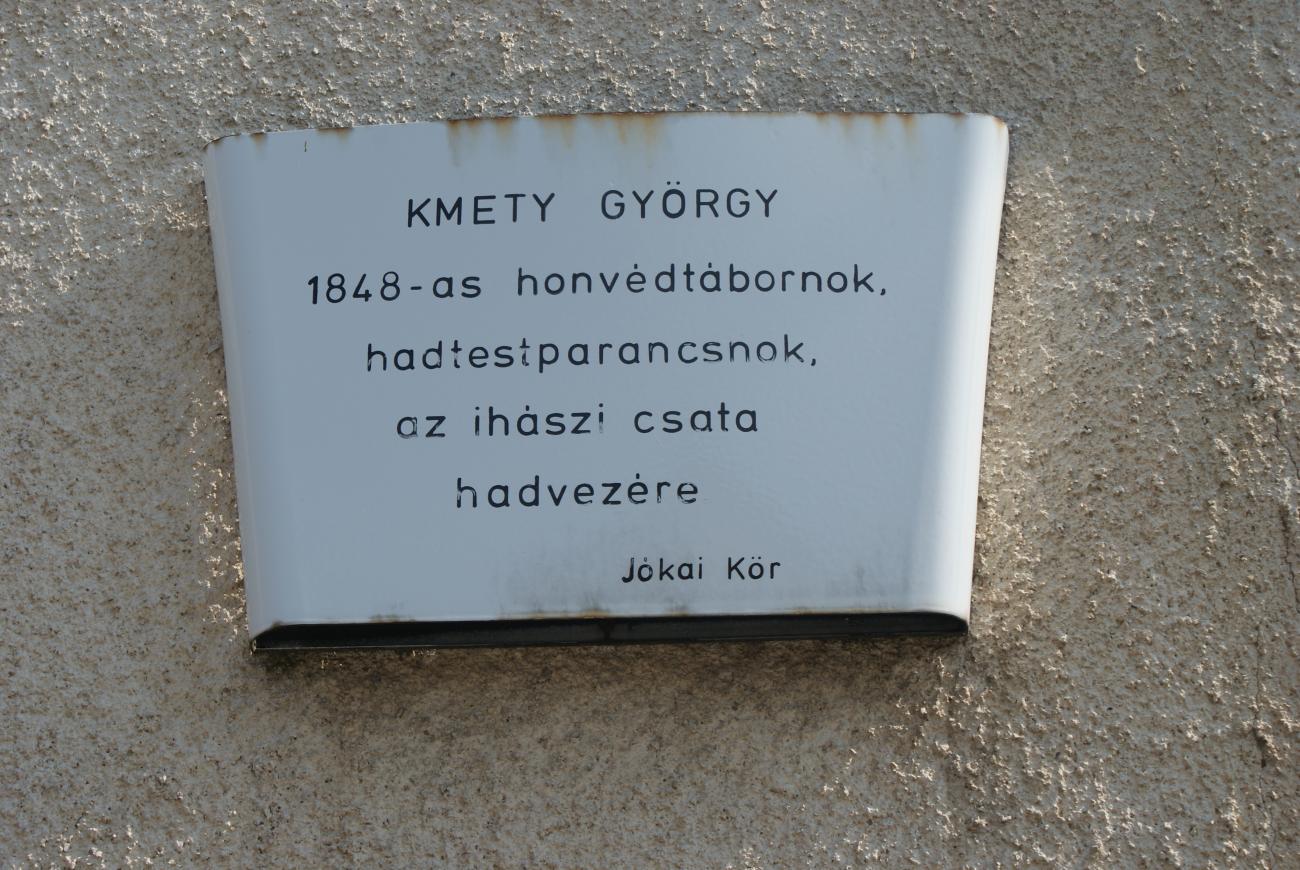 KMETY GYÖRGY
1848-as honvédtábornok,
hadtestparancsnok,
az ihászi csata
hadvezére
Jókai Kör